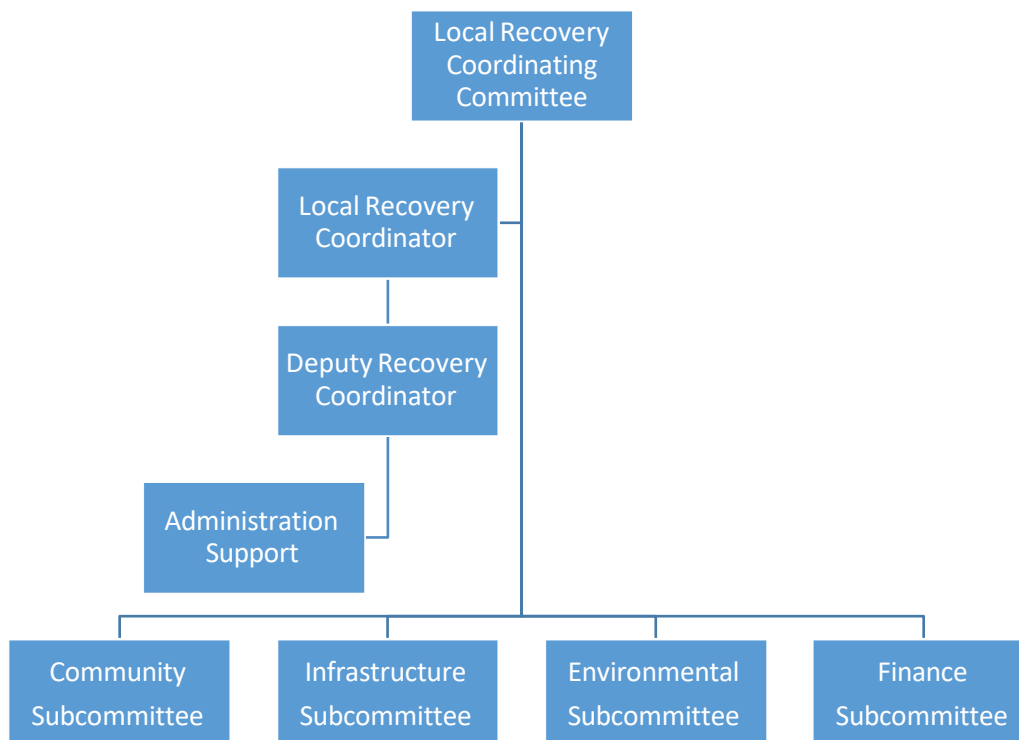 Local Recovery
Coordinating
Committee
Local Recovery
Coordinator
Deputy Recovery
Coordinator
Administration
Support
Community
Subcommittee
Infrastructure
Subcommittee
Environmental
Subcommittee
Finance
Subcommittee